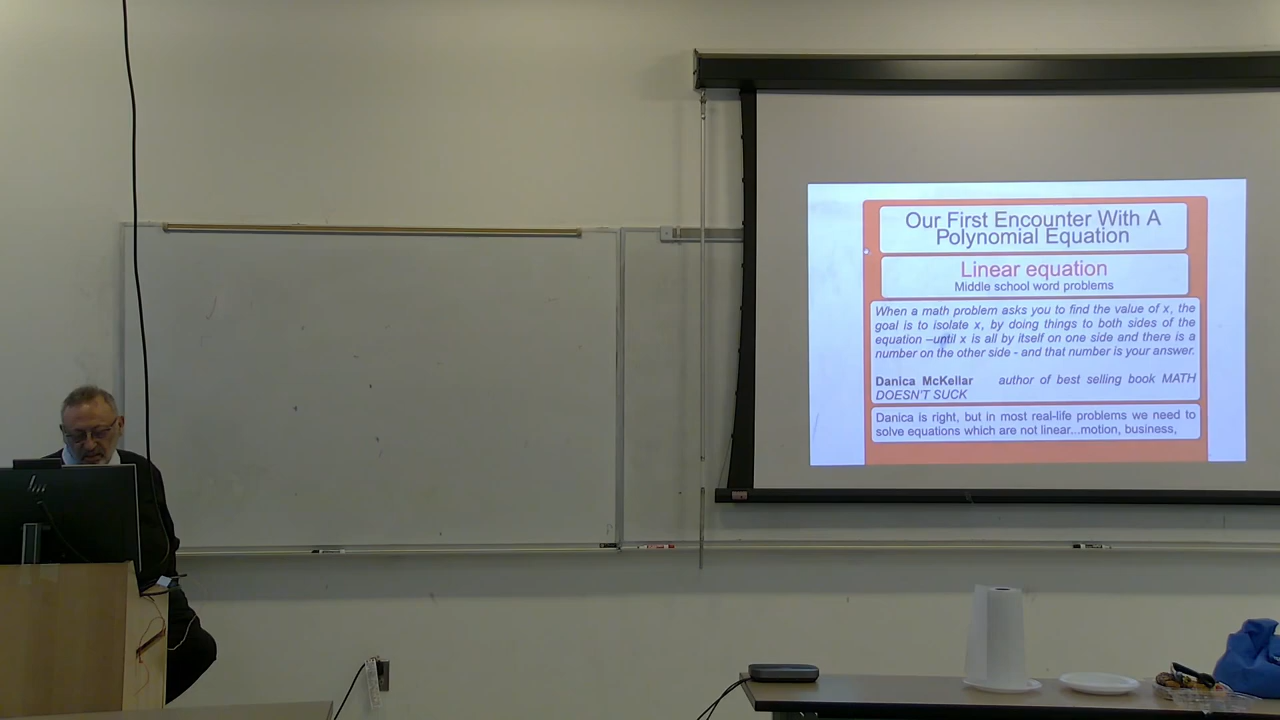 Our First Encounter With A
Polynomial Equation
Linear equation
Middle school word problems
When a math problem asks you to find the value of x, the
goal is to isolate x, by doing things to both sides of the
equation –until x is all by itself on one side and there is a
number on the other side - and that number is your answer.
Danica McKellar author of best selling book MATH
DOESN'T SUCK
Danica is right, but in most real-life problems we need to
solve equations which are not linear...motion, business,
hp